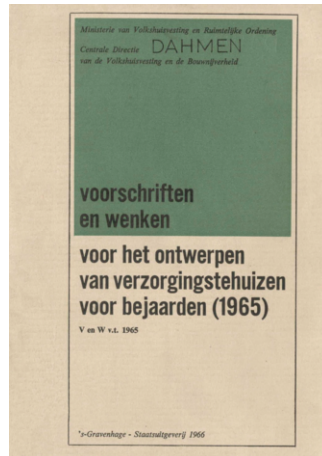 Ministerie van Volkshuisvesting en Ruimtelijke Ordening
Centrale Directie DAHMEN
van de Volkshuisvesting en de Bouwnijverheid
voorschriften
en wenken
voor het ontwerpen
van verzorgingstehuizen
voor bejaarden (1965)
V en W v.t. 1965
's-Gravenhage - Staatsuitgeverij 1966